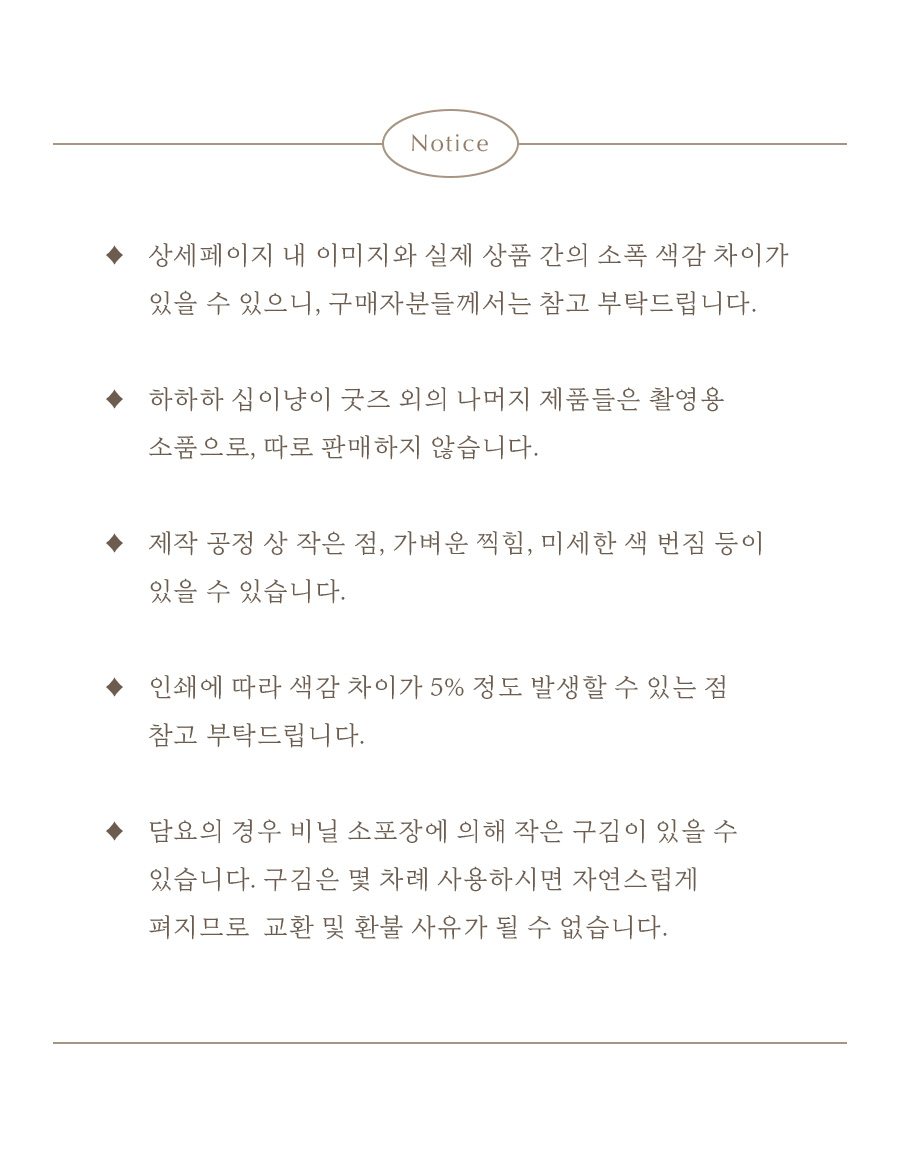 Notice
♦ 상세페이지 내 이미지와 실제 상품 간의 소폭 색감 차이가
있을 수 있으니, 구매자분들께서는 참고 부탁드립니다.
♦ 하하하 십이냥이 굿즈 외의 나머지 제품들은 촬영용
소품으로, 따로 판매하지 않습니다.
♦ 제작 공정 상 작은 점, 가벼운 찍힘, 미세한 색 번짐 등이
있을 수 있습니다.
♦ 인쇄에 따라 색감 차이가 5% 정도 발생할 수 있는 점
참고 부탁드립니다.
♦ 담요의 경우 비닐 소포장에 의해 작은 구김이 있을 수
있습니다. 구김은 몇 차례 사용하시면 자연스럽게
펴지므로  교환 및 환불 사유가 될 수 없습니다.